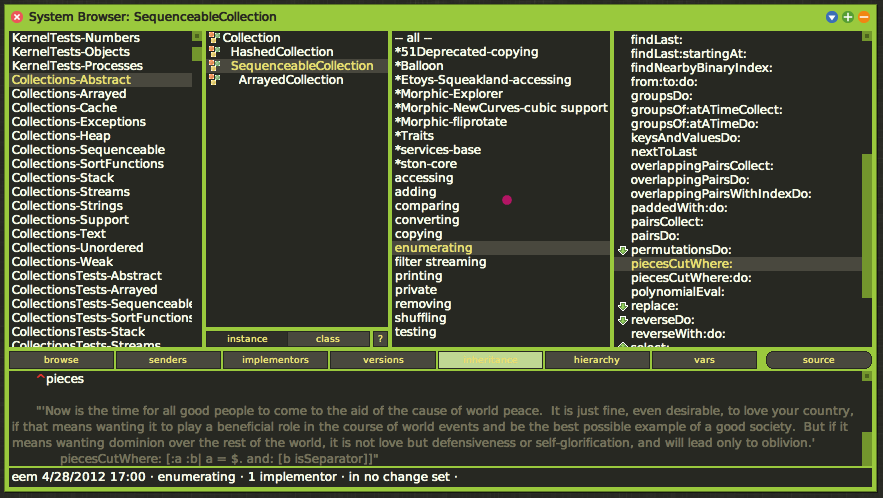 System Browser: SequenceableCollection
KernelTests-Numbers
KernelTests-Objects
KernelTests-Processes
Collections-Abstract
Collections-Arrayed
Collections-Cache
Collections-Exceptions
Collections-Heap
Collections-Sequenceable
Collections-SortFunctions
Collections-Stack
Collections-Streams
Collections-Strings
Collections-Support
Collections-Text
Collections-Unordered
Collections-Weak
CollectionsTests-Abstract
CollectionsTests-Arrayed
CollectionsTests-Sequenceable
CollectionsTests-SortFunctions
CollectionsTests-Stack
CollectionsTests-Streams
Collection
HashedCollection
SequenceableCollection
ArrayedCollection
instance
class
?
-- all --
*51Deprecated-copying
*Balloon
*Etoys-Squeakland-accessing
*Morphic-Explorer
*Morphic-NewCurves-cubic support
*Morphic-fliprotate
*Traits
*services-base
*ston-core
accessing
adding
comparing
converting
copying
enumerating
filter streaming
printing
private
removing
shuffling
testing
findLast:
findLast:startingAt:
findNearbyBinaryIndex:
from:to:do:
groupsDo:
groupsOf:atATimeCollect:
groupsOf:atATimeDo:
keysAndValuesDo:
nextToLast
overlappingPairsCollect:
overlappingPairsDo:
overlappingPairsWithIndexDo:
paddedWith:do:
pairsCollect:
pairsDo:
permutationsDo:
piecesCutWhere:
piecesCutWhere:do:
polynomialEval:
replace:
reverseDo:
reverseWith:do:
select:
browse
senders
implementors
versions
hierarchy
vars
source
^pieces
"'Now is the time for all good people to come to the aid of the cause of world peace.  It is just fine, even desirable, to love your country,
if that means wanting it to play a beneficial role in the course of world events and be the best possible example of a good society.  But if it
means wanting dominion over the rest of the world, it is not love but defensiveness or self-glorification, and will lead only to oblivion.'
piecesCutWhere: [:a :b| a = $. and: [b isSeparator]]"
eem 4/28/2012 17:00 · enumerating · 1 implementor · in no change set ·